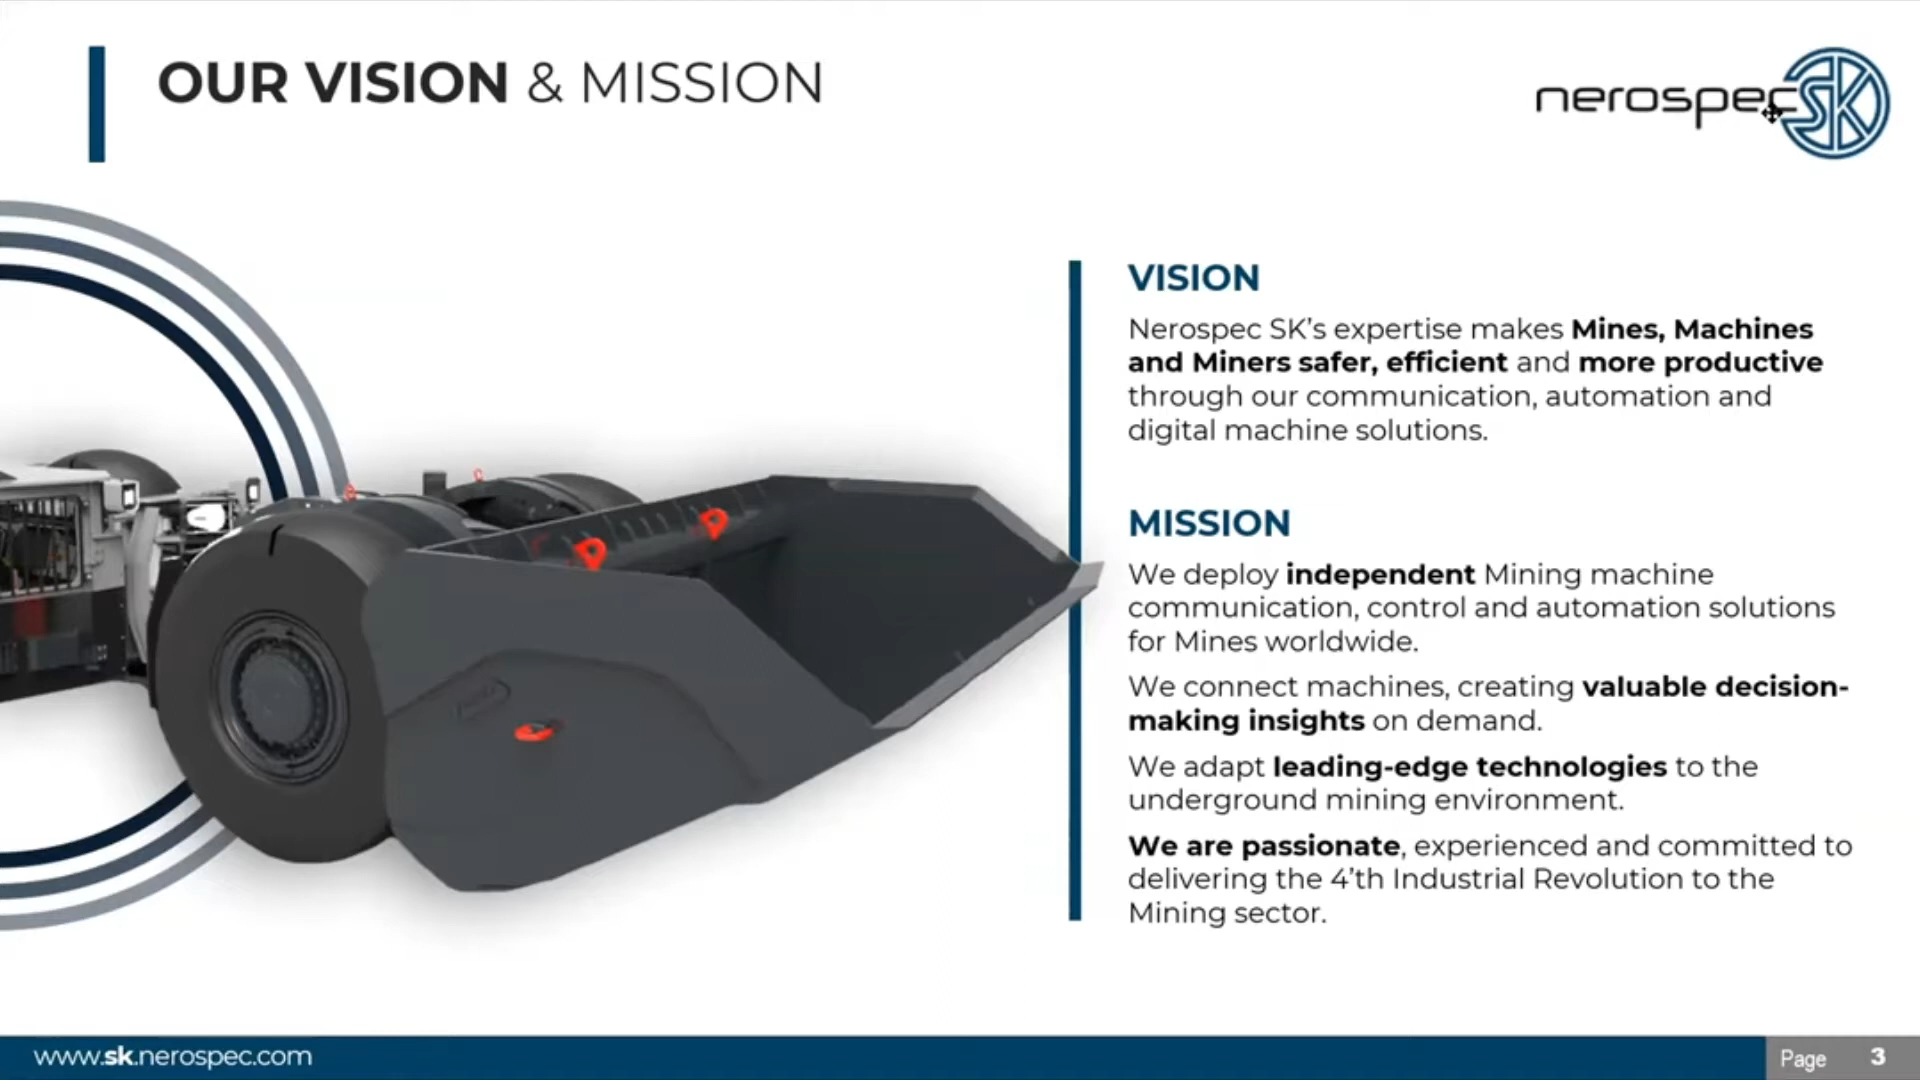 OUR VISION & MISSION
nerospec SK
VISION
Nerospec SK’s expertise makes Mines, Machines
and Miners safer, efficient and more productive
through our communication, automation and
digital machine solutions.
MISSION
We deploy independent Mining machine
communication, control and automation solutions
for Mines worldwide.
We connect machines, creating valuable decision-
making insights on demand.
We adapt leading-edge technologies to the
underground mining environment.
We are passionate, experienced and committed to
delivering the 4’th Industrial Revolution to the
Mining sector.
www.sk.nerospec.com
Page 3